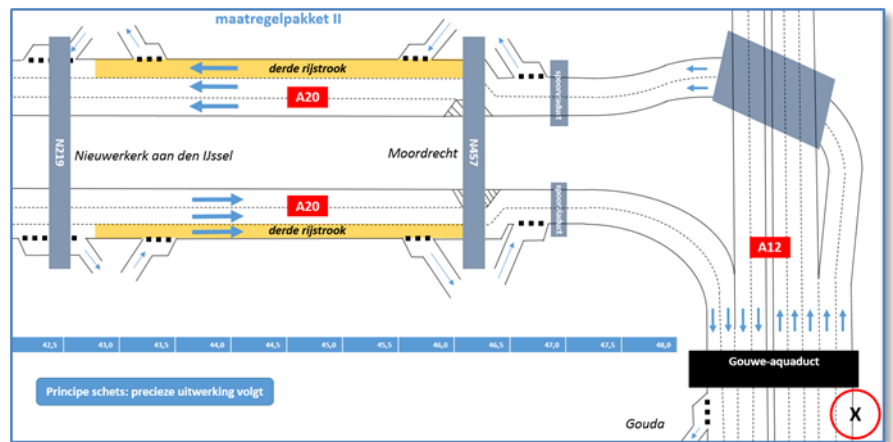 maatregelpakket II
derde rijstrook
A20
N219
Nieuwerkerk aan den IJssel
Moordrecht
N457
spoorviaduct
A20
derde rijstrook
spoorviaduct
A12
42,5 43,0 43,5 44,0 44,5 45,0 45,5 46,0 46,5 47,0 47,5 48,0
Gouwe-aquaduct
Principe schets: precieze uitwerking volgt
Gouda
X